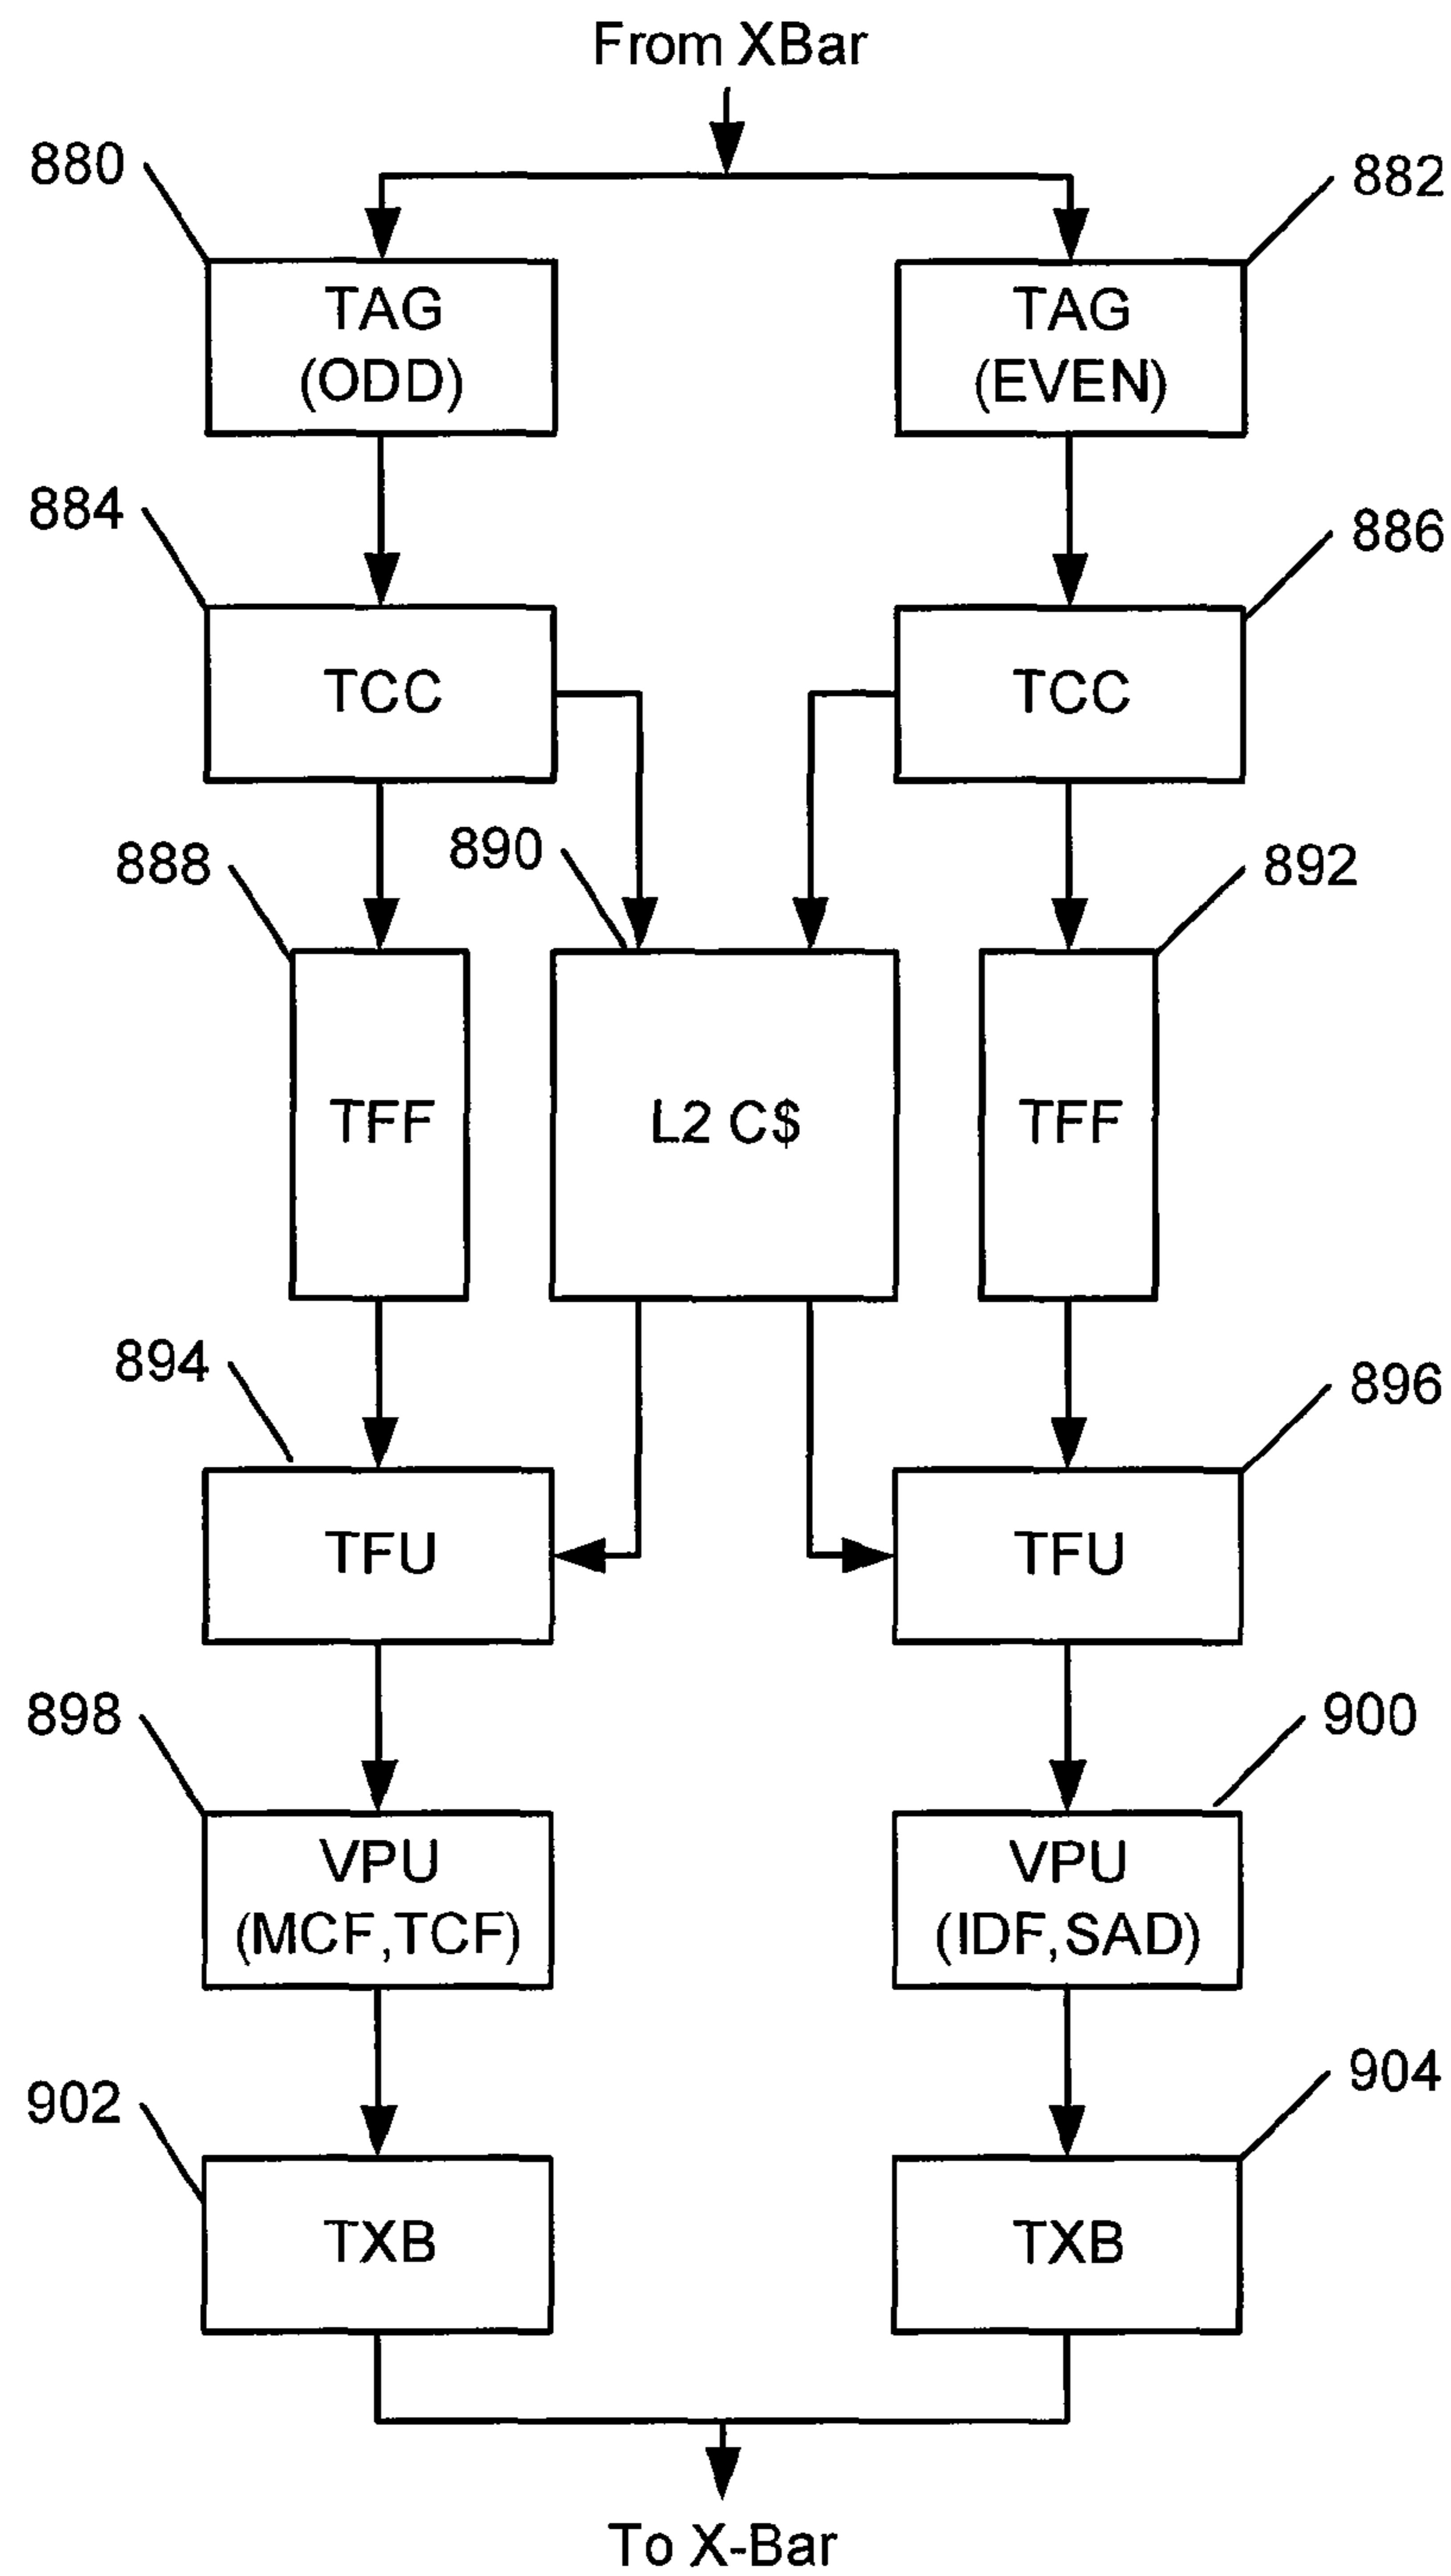 From XBar
880
882
TAG
(ODD)
TAG
(EVEN)
884
886
TCC
TCC
888
890
892
TFF
L2 C$
TFF
894
896
TFU
TFU
898
900
VPU
(MCF,TCF)
VPU
(IDF,SAD)
902
904
TXB
TXB
To X-Bar